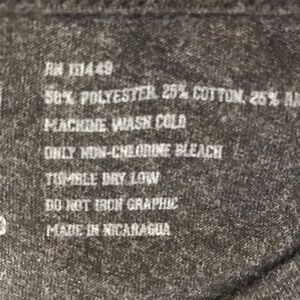 RN 111449
50% POLYESTER, 25% COTTON, 25% RA
MACHINE WASH COLD
ONLY NON-CHLORINE BLEACH
TUMBLE DRY LOW
DO NOT IRON GRAPHIC
MADE IN NICARAGUA